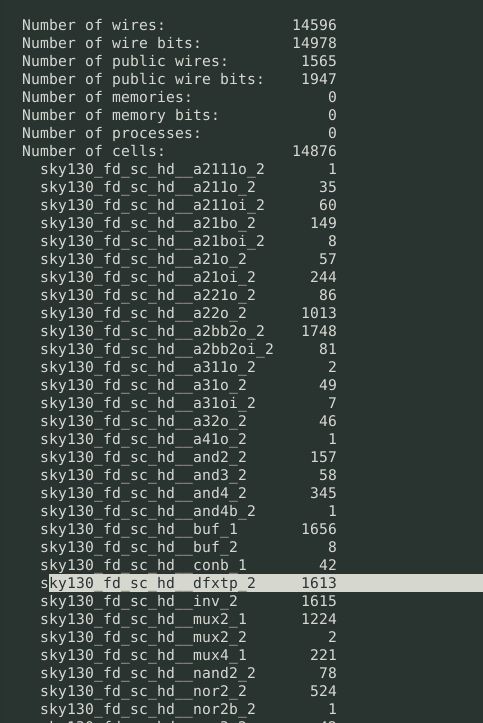 Number of wires: 14596
Number of wire bits: 14978
Number of public wires: 1565
Number of public wire bits: 1947
Number of memories: 0
Number of memory bits: 0
Number of processes: 0
Number of cells: 14876
sky130_fd_sc_hd__a2111o_2 1
sky130_fd_sc_hd__a211o_2 35
sky130_fd_sc_hd__a211oi_2 60
sky130_fd_sc_hd__a21bo_2 149
sky130_fd_sc_hd__a21boi_2 8
sky130_fd_sc_hd__a21o_2 57
sky130_fd_sc_hd__a21oi_2 244
sky130_fd_sc_hd__a221o_2 86
sky130_fd_sc_hd__a22o_2 1013
sky130_fd_sc_hd__a2bb2o_2 1748
sky130_fd_sc_hd__a2bb2oi_2 81
sky130_fd_sc_hd__a311o_2 2
sky130_fd_sc_hd__a31o_2 49
sky130_fd_sc_hd__a31oi_2 7
sky130_fd_sc_hd__a32o_2 46
sky130_fd_sc_hd__a41o_2 1
sky130_fd_sc_hd__and2_2 157
sky130_fd_sc_hd__and3_2 58
sky130_fd_sc_hd__and4_2 345
sky130_fd_sc_hd__and4b_2 1
sky130_fd_sc_hd__buf_1 1656
sky130_fd_sc_hd__buf_2 8
sky130_fd_sc_hd__conb_1 42
sky130_fd_sc_hd__dfxtp_2 1613
sky130_fd_sc_hd__inv_2 1615
sky130_fd_sc_hd__mux2_1 1224
sky130_fd_sc_hd__mux2_2 2
sky130_fd_sc_hd__mux4_1 221
sky130_fd_sc_hd__nand2_2 78
sky130_fd_sc_hd__nor2_2 524
sky130_fd_sc_hd__nor2b_2 1